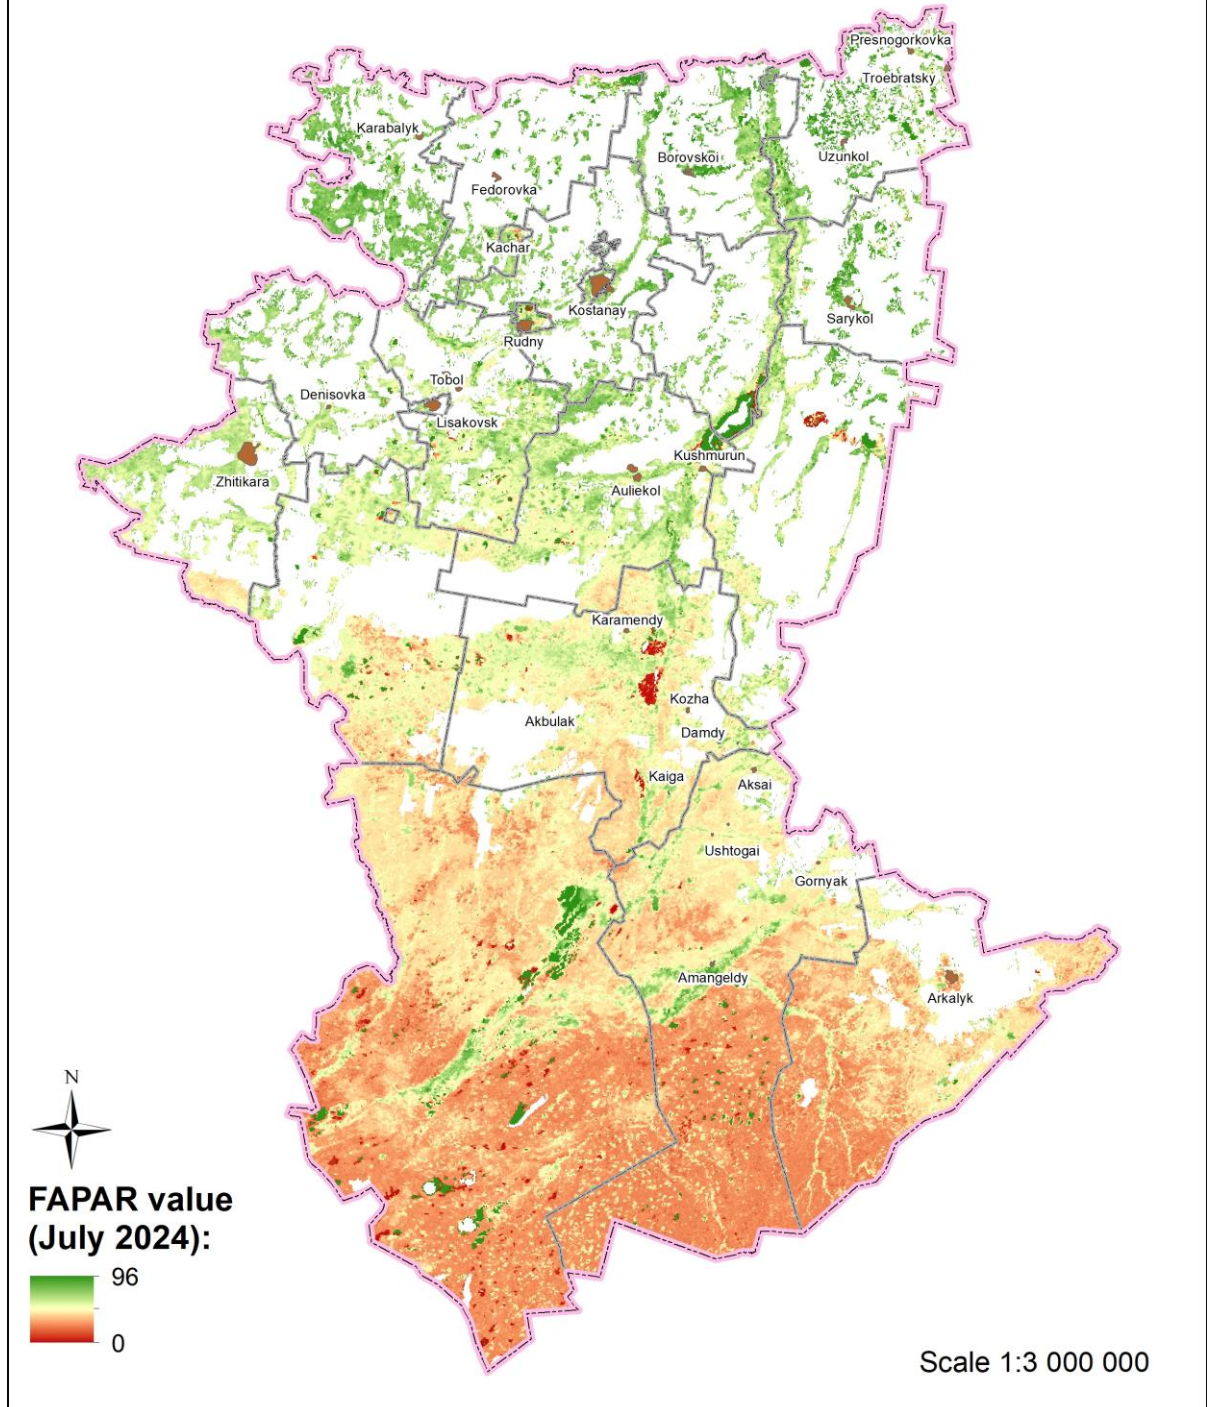 Presnogorkovka
Troebratsky
Karabalyk
Borovskoi
Uzunkol
Fedorovka
Kachar
Kostanay
Sarykol
Rudny
Tobol
Denisovka
Lisakovsk
Kushmurun
Zhitikara
Auliekol
Karamendy
Kozha
Akbulak
Damdy
Kaiga
Aksai
Ushtogai
Gornyak
Amangeldy
Arkalyk
N
FAPAR value
(July 2024):
96
0
Scale 1:3 000 000